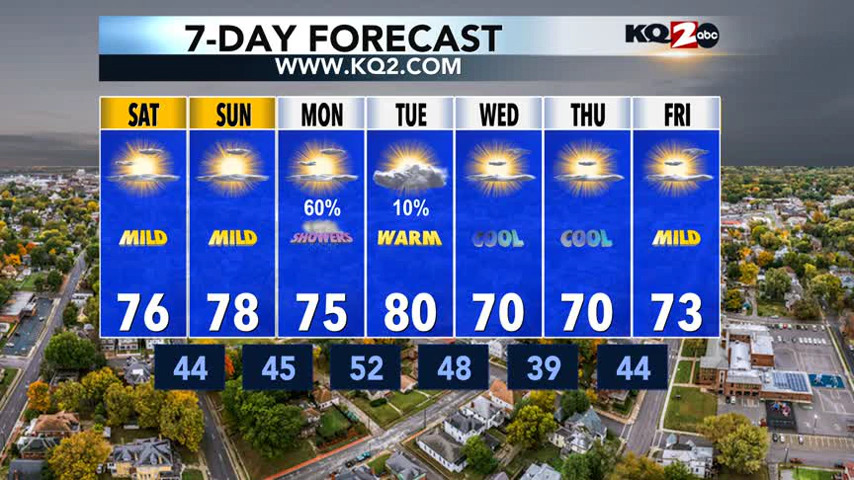 7-DAY FORECAST
WWW.KQ2.COM
KQ2 abc
SAT SUN MON TUE WED THU FRI
60% 10%
MILD MILD SHOWERS WARM COOL COOL MILD
76 78 75 80 70 70 73
44 45 52 48 39 44